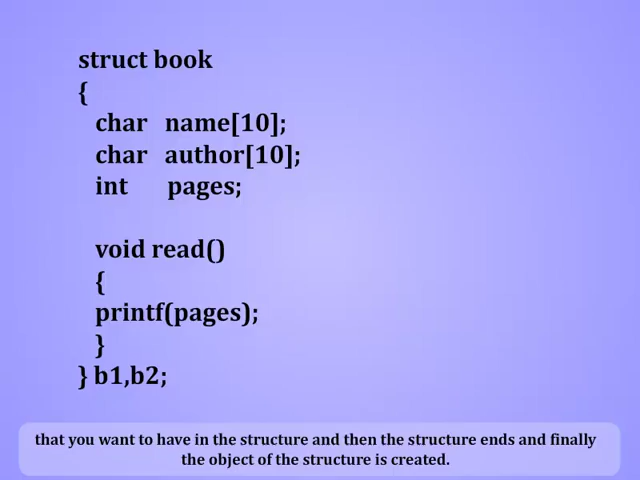 struct book
{
char name[10];
char author[10];
int pages;
void read()
{
printf(pages);
}
} b1,b2;
that you want to have in the structure and then the structure ends and finally
the object of the structure is created.